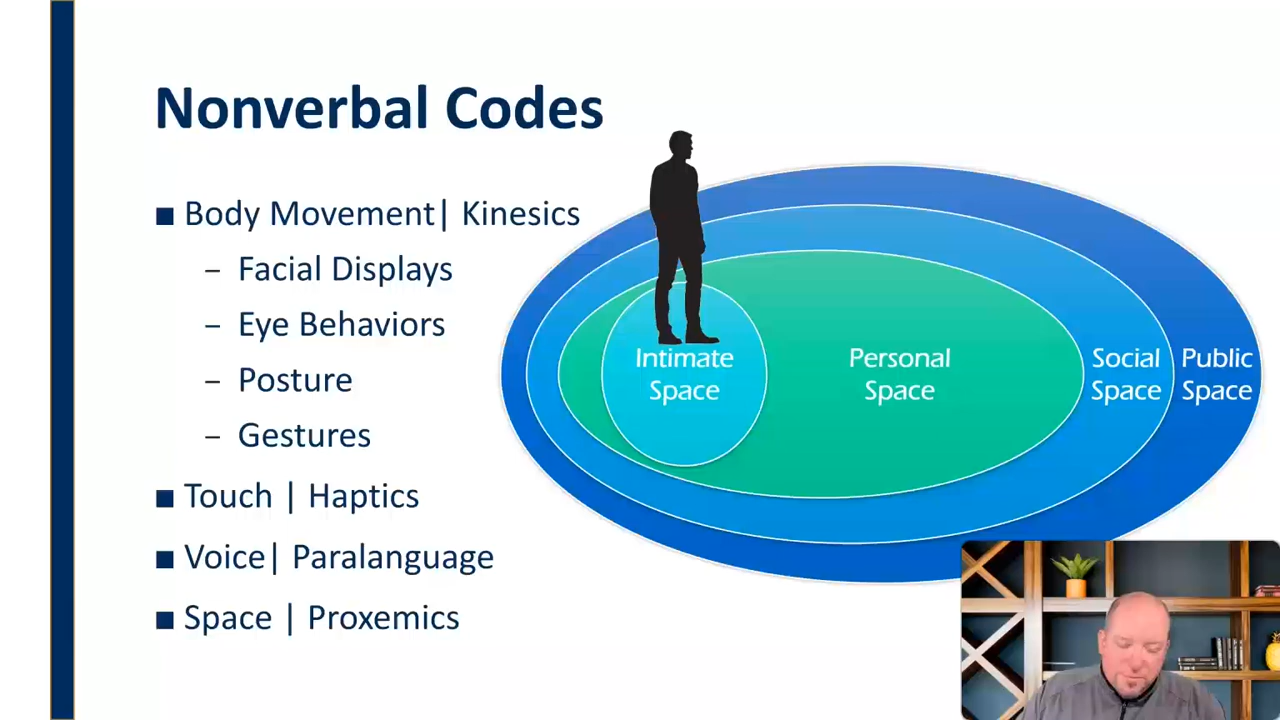 Nonverbal Codes
■ Body Movement| Kinesics
– Facial Displays
– Eye Behaviors
– Posture
– Gestures
■ Touch | Haptics
■ Voice| Paralanguage
■ Space | Proxemics
Intimate
Space
Personal
Space
Social
Space
Public
Space